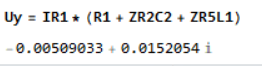 Uy = IR1 * (R1 + ZR2C2 + ZR5L1)
-0.00509033 + 0.0152054 i